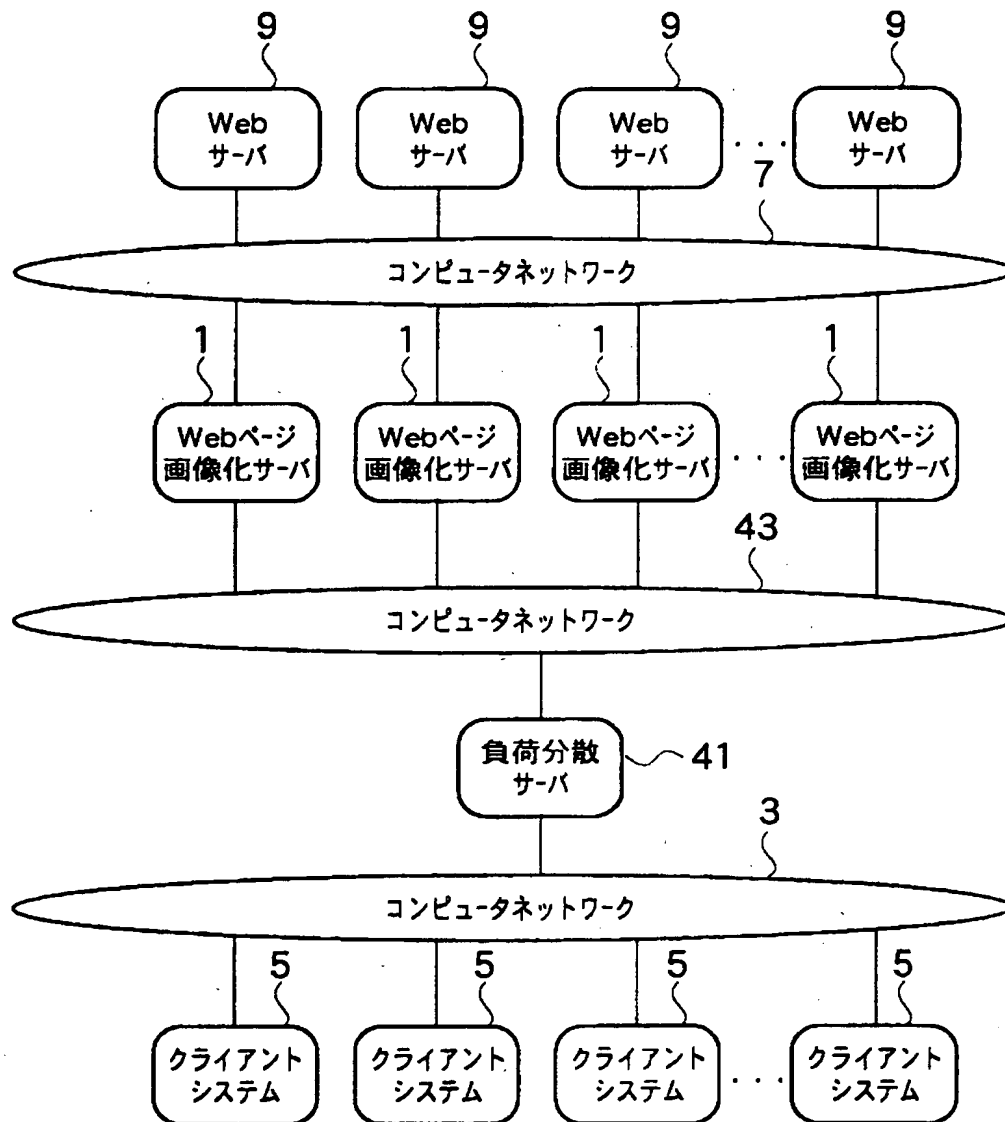 9 9 9 9
Web Web Web Web
サーバ サーバ サーバ ・・・ サーバ
7
コンピュータネットワーク
1 1 1 1
Webページ Webページ Webページ Webページ
画像化サーバ 画像化サーバ 画像化サーバ ・・・ 画像化サーバ
43
コンピュータネットワーク
負荷分散
サーバ
41
3
コンピュータネットワーク
5 5 5 5
クライアント クライアント クライアント クライアント
システム システム システム ・・・ システム